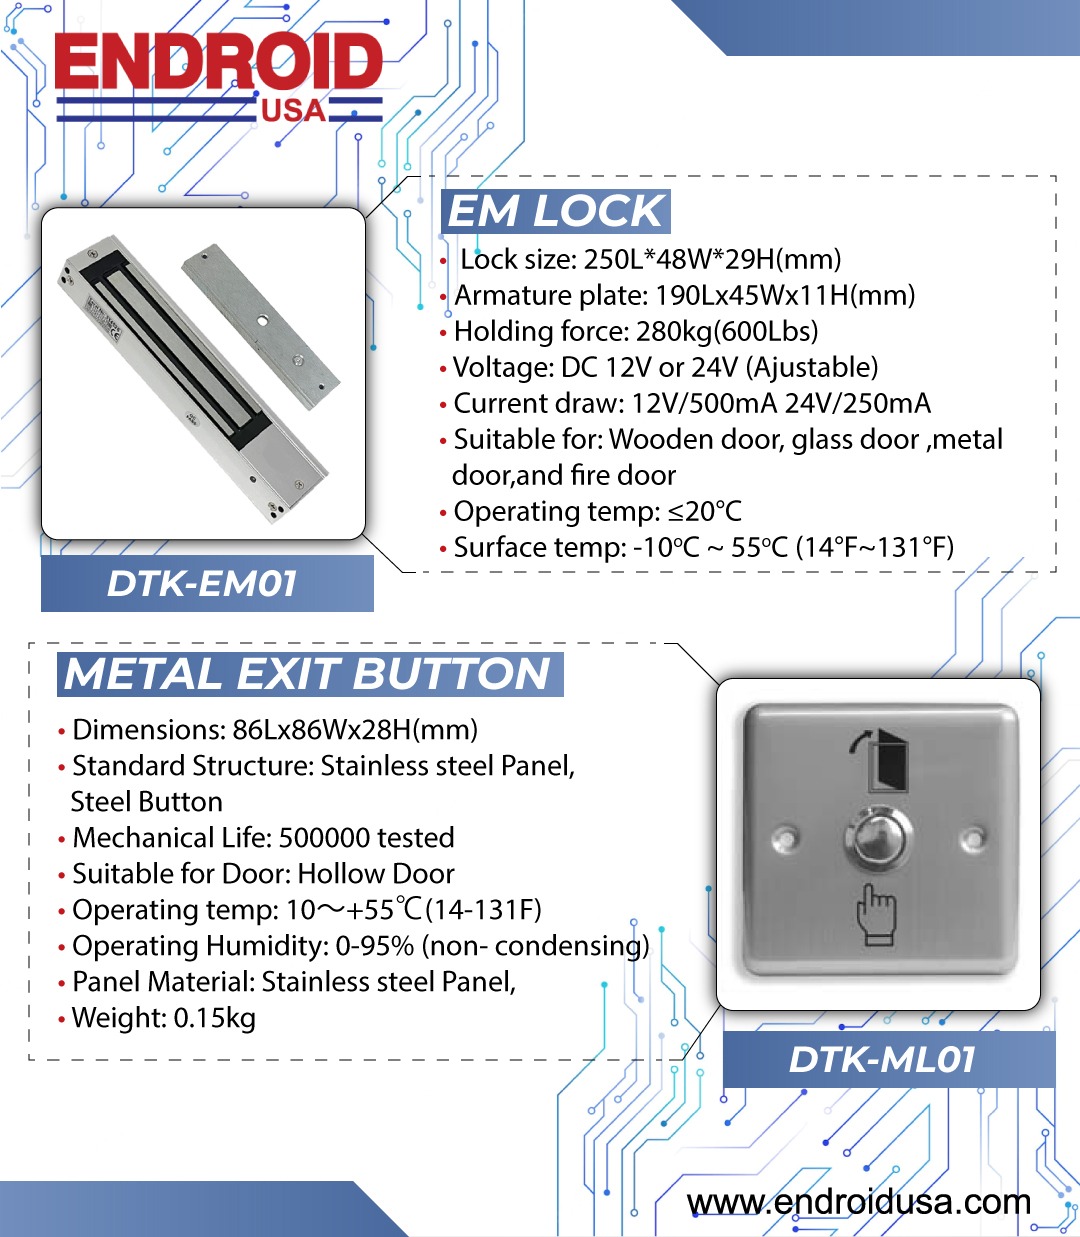 ENDROID
USA
EM LOCK
• Lock size: 250L*48W*29H(mm)
• Armature plate: 190Lx45Wx11H(mm)
• Holding force: 280kg(600Lbs)
• Voltage: DC 12V or 24V (Ajustable)
• Current draw: 12V/500mA 24V/250mA
• Suitable for: Wooden door, glass door ,metal
door,and fire door
• Operating temp: ≤20°C
• Surface temp: -10ºC ~ 55ºC (14°F~131°F)
DTK-EM01
METAL EXIT BUTTON
• Dimensions: 86Lx86Wx28H(mm)
• Standard Structure: Stainless steel Panel,
Steel Button
• Mechanical Life: 500000 tested
• Suitable for Door: Hollow Door
• Operating temp: 10～+55℃(14-131F)
• Operating Humidity: 0-95% (non- condensing)
• Panel Material: Stainless steel Panel,
• Weight: 0.15kg
DTK-ML01
www.endroidusa.com